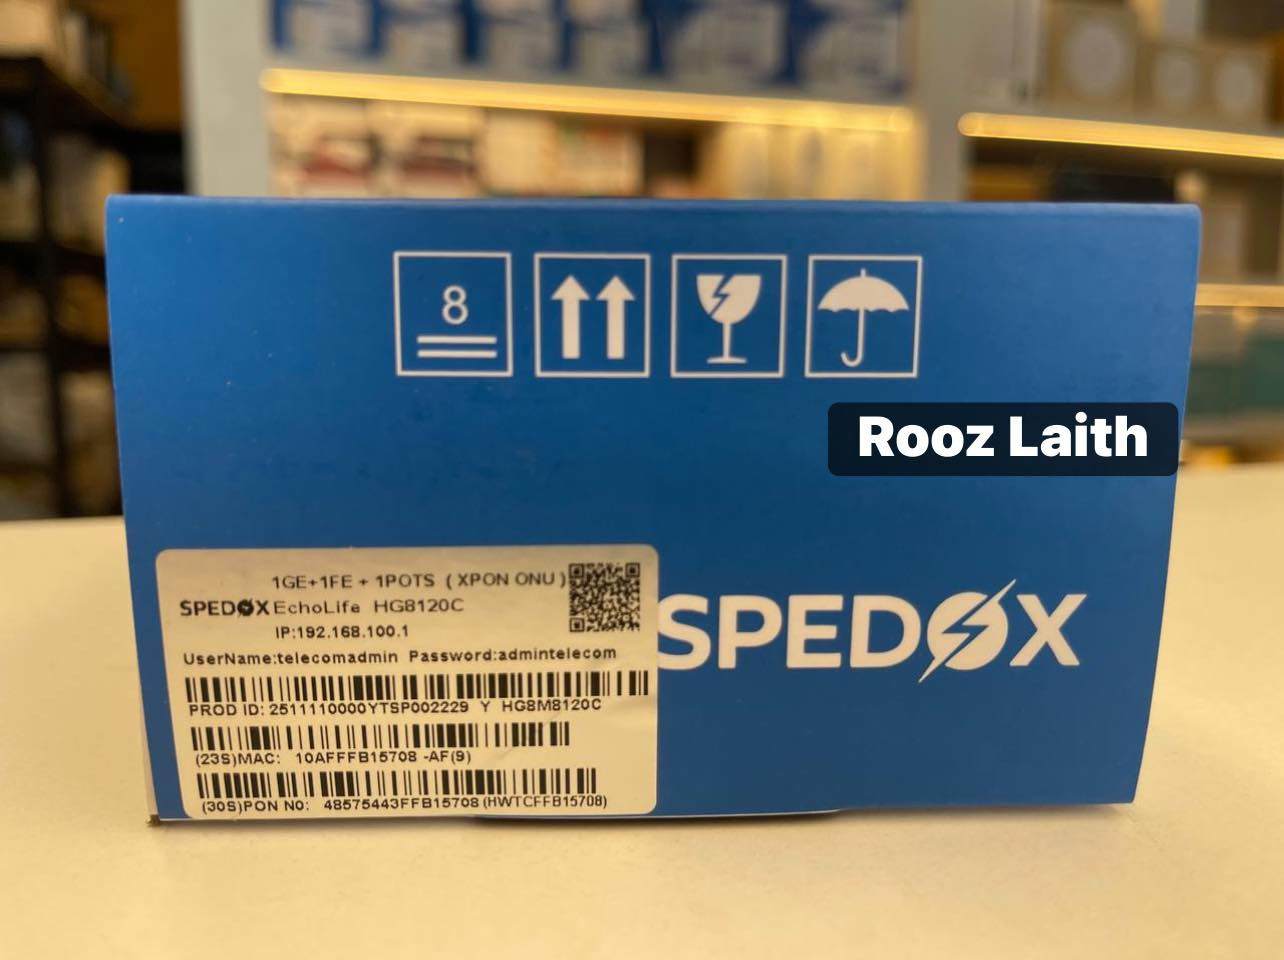 8
Rooz Laith
1GE+1FE + 1POTS ( XPON ONU )
SPEDOX EchoLife HG8120C
IP:192.168.100.1
UserName:telecomadmin Password:admintelecom
PROD ID: 2511110000YTSP002229 Y HG8M8120C
(23S)MAC: 10AFFFB15708 -AF(9)
(30S)PON NO: 48575443FFB15708 (HWTCFFB15708)
SPEDOX